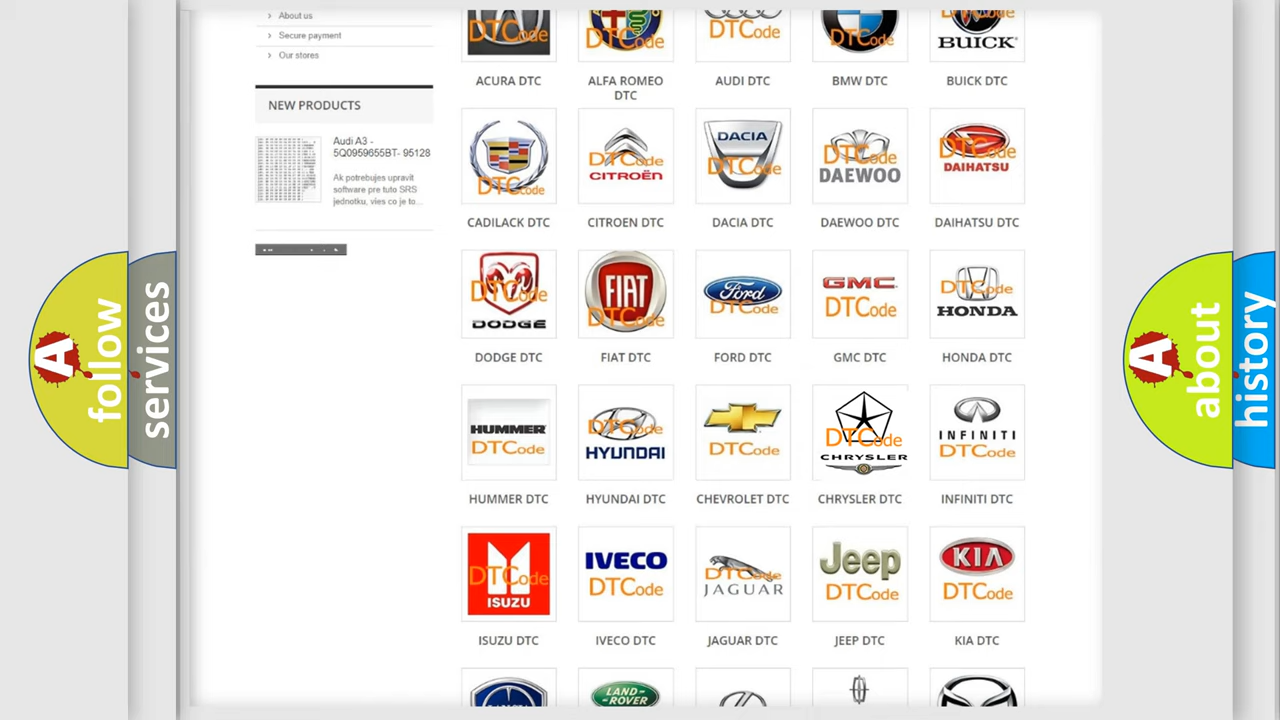 About us
Secure payment
Our stores
NEW PRODUCTS
Audi A3 -
5Q0959655BT- 95128
Ak potrebujes upravit
software pre tuto SRS
jednotku, vies co je to...
DTCode
DTCode
DTCode
DTCode
BUICK
DTCode
ACURA DTC
ALFA ROMEO
DTC
AUDI DTC
BMW DTC
BUICK DTC
DTCode
DTCode
CITROËN
DACIA
DTCode
DTCode
DAEWOO
DTCode
DAIHATSU
CADILACK DTC
CITROEN DTC
DACIA DTC
DAEWOO DTC
DAIHATSU DTC
DTCode
DODGE
FIAT
DTCode
Ford
DTCode
GMC
DTCode
DTCode
HONDA
DODGE DTC
FIAT DTC
FORD DTC
GMC DTC
HONDA DTC
HUMMER
DTCode
DTCode
HYUNDAI
DTCode
DTCode
CHRYSLER
INFINITI
DTCode
HUMMER DTC
HYUNDAI DTC
CHEVROLET DTC
CHRYSLER DTC
INFINITI DTC
DTCode
ISUZU
IVECO
DTCode
DTCode
JAGUAR
Jeep
DTCode
KIA
DTCode
ISUZU DTC
IVECO DTC
JAGUAR DTC
JEEP DTC
KIA DTC
LAND-
ROVER
A
follow
services
A
about
history